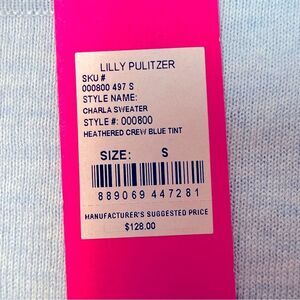 LILLY PULITZER
SKU #
000800 497 S
STYLE NAME:
CHARLA SWEATER
STYLE #: 000800
HEATHERED CREW BLUE TINT
SIZE: S
889069 447281
MANUFACTURER'S SUGGESTED PRICE
$128.00